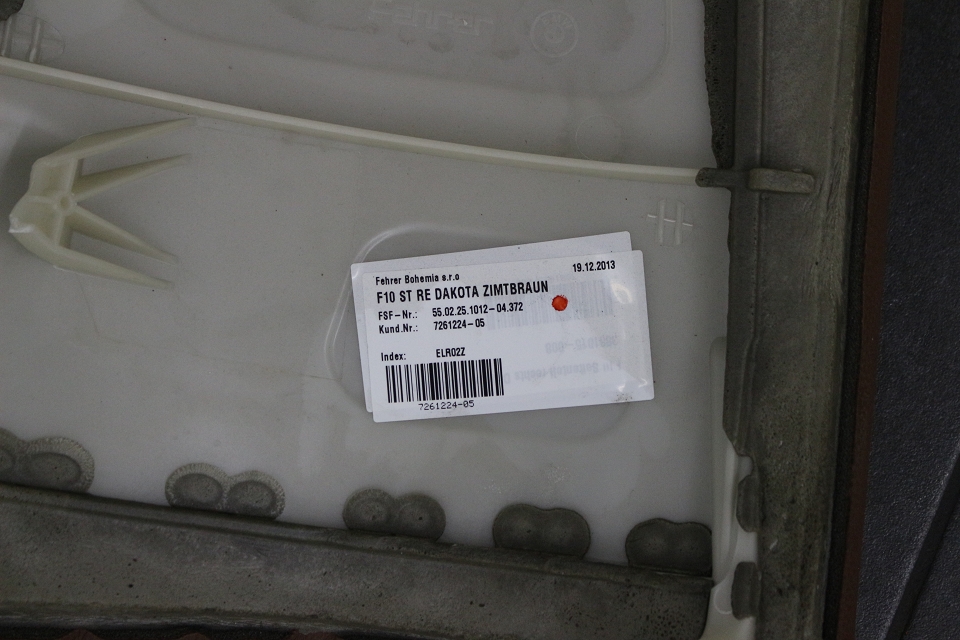 Fehrer
Fehrer Bohemia s.r.o
19.12.2013
F10 ST RE DAKOTA ZIMTBRAUN
FSF-Nr.: 55.02.25.1012-04.372
Kund.Nr.: 7261224-05
Index: ELR02Z
7261224-05